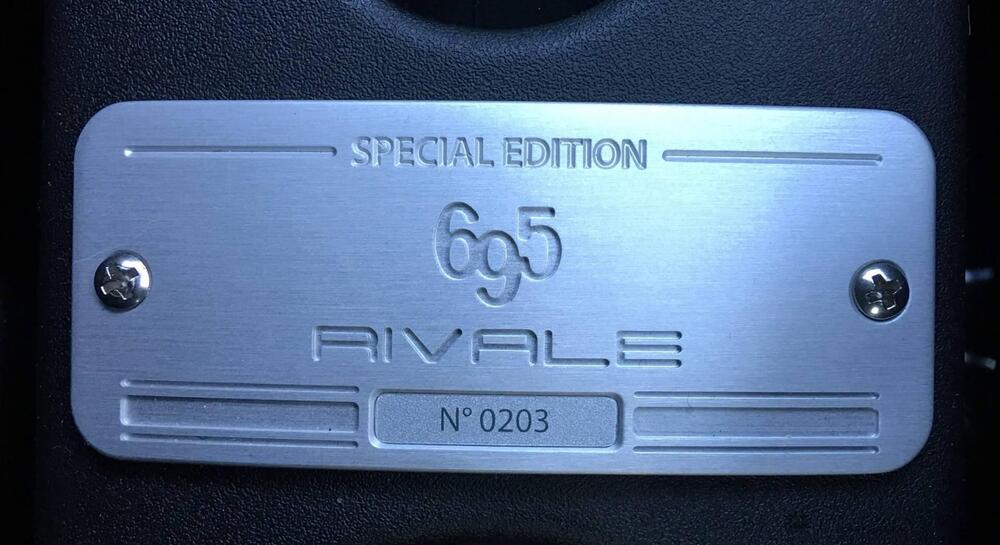 SPECIAL EDITION
695
RIVALE
N° 0203